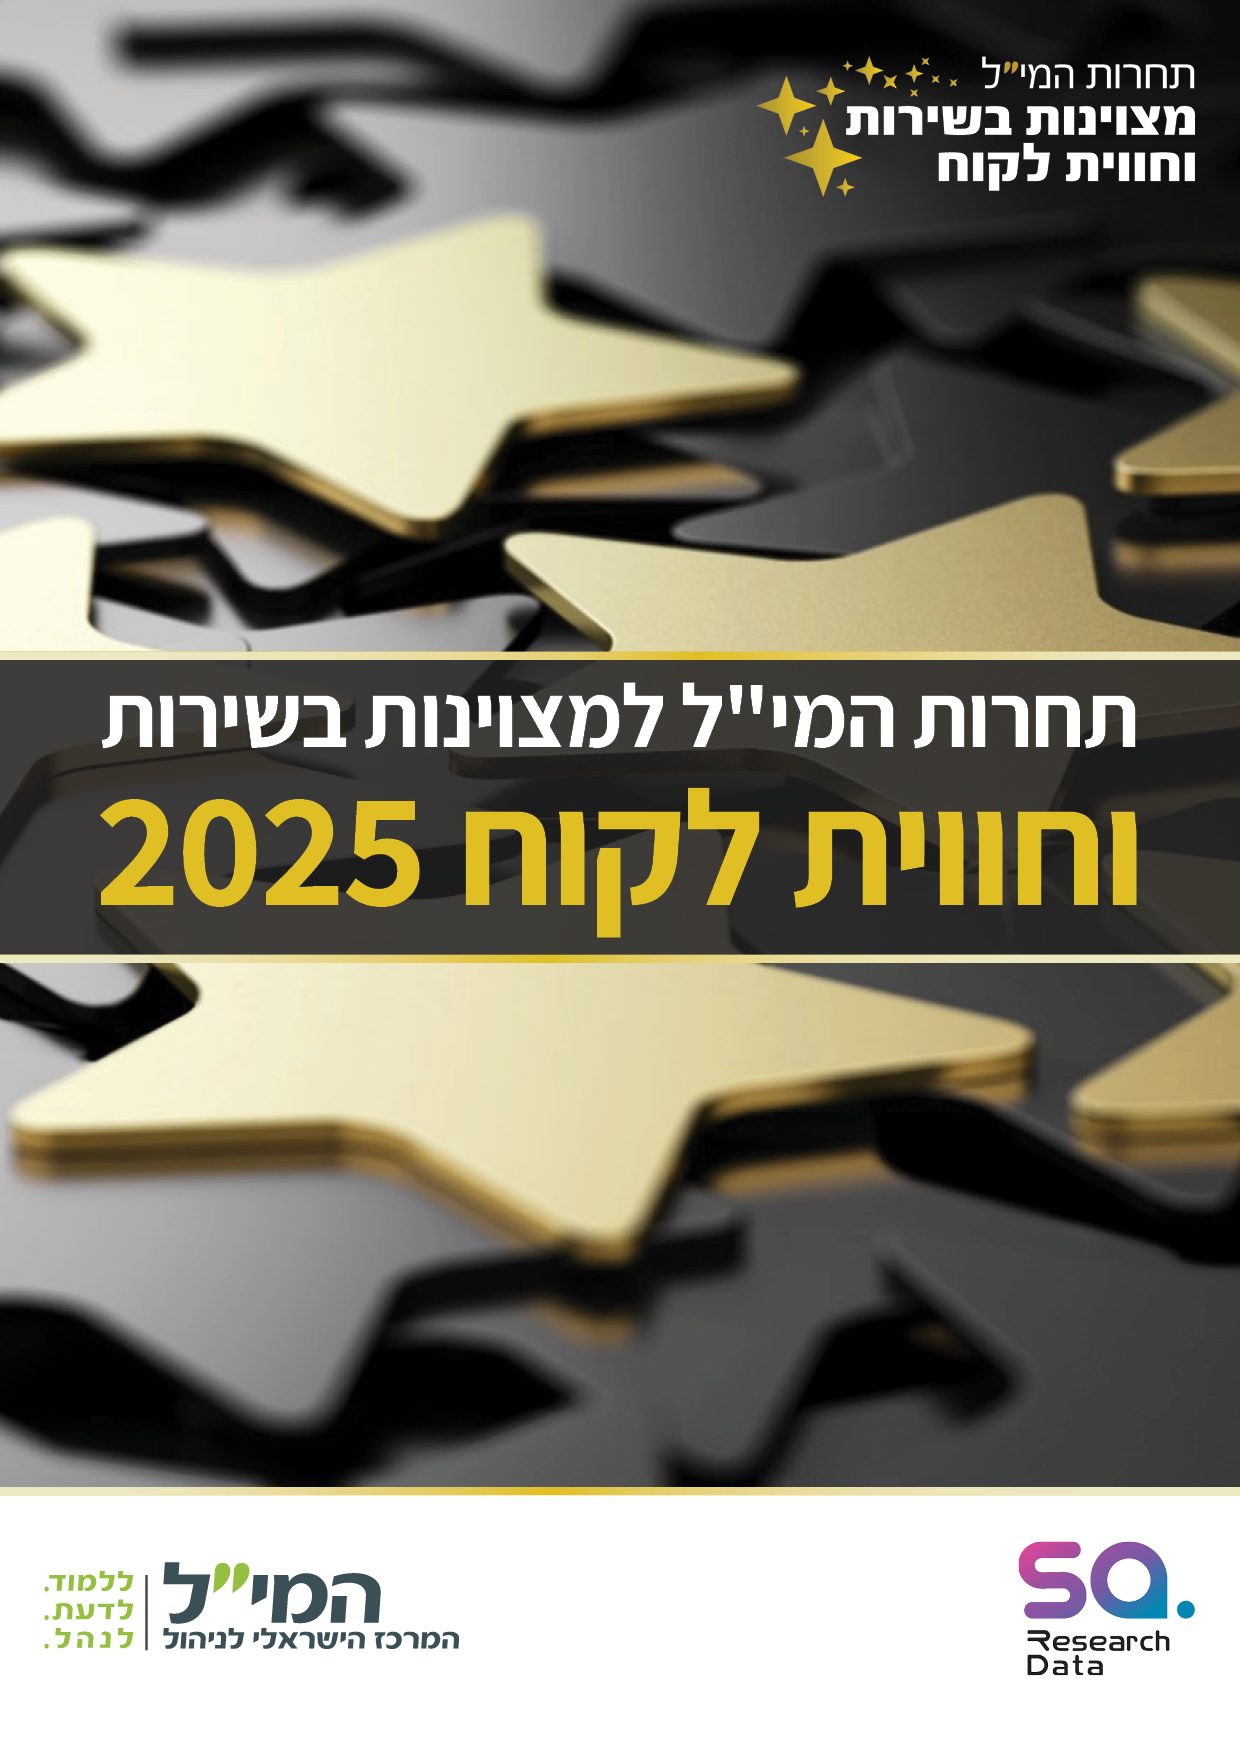 תחרות המי״ל
מצוינות בשירות
וחווית לקוח
תחרות המי"ל למצוינות בשירות
וחווית לקוח 2025
ללמוד.
לדעת.
לנהל.
המי״ל
המרכז הישראלי לניהול
sa.
Research
Data